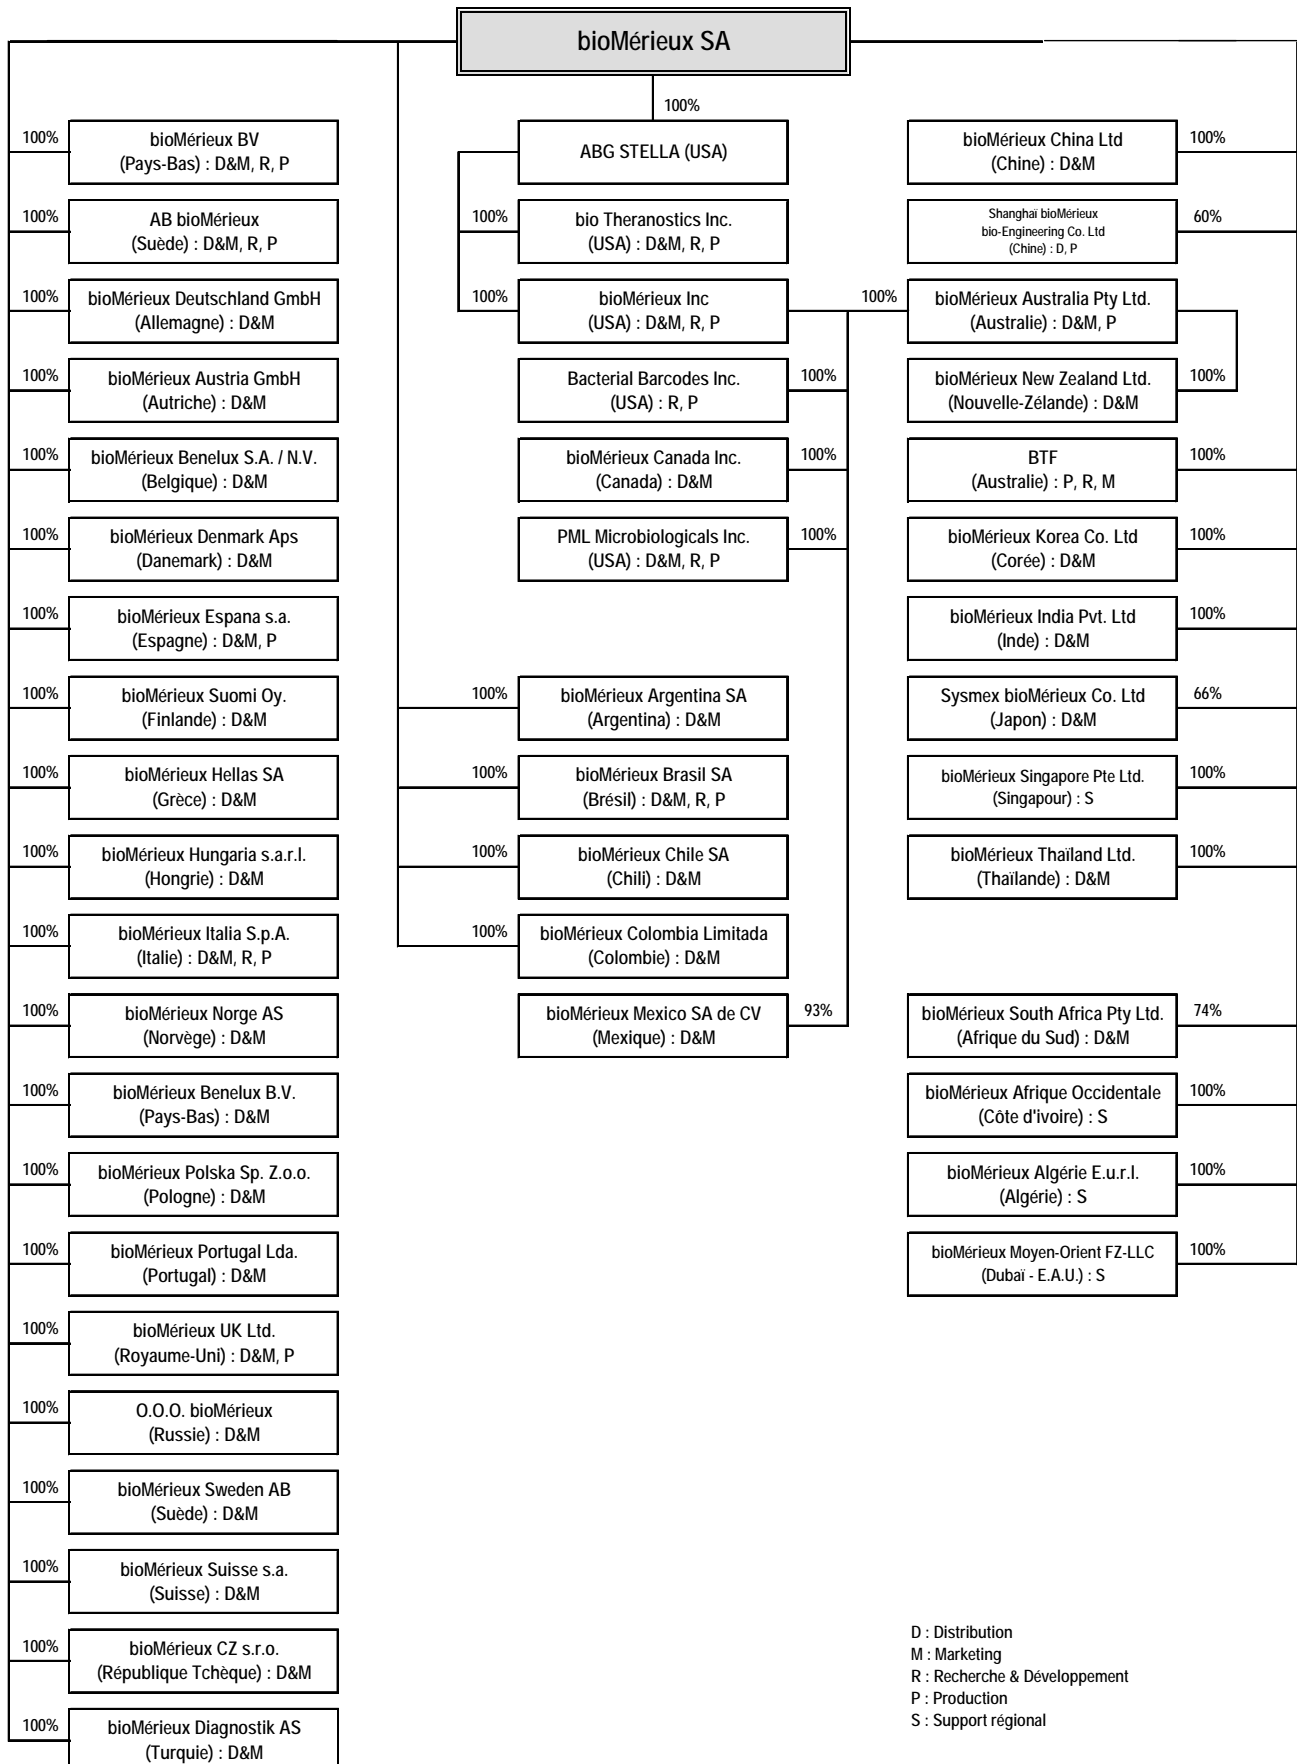 bioMérieux SA
100%
100%
bioMérieux BV
(Pays-Bas) : D&M, R, P
100%
AB bioMérieux
(Suède) : D&M, R, P
100%
bioMérieux Deutschland GmbH
(Allemagne) : D&M
100%
bioMérieux Austria GmbH
(Autriche) : D&M
100%
bioMérieux Benelux S.A. / N.V.
(Belgique) : D&M
100%
bioMérieux Denmark Aps
(Danemark) : D&M
100%
bioMérieux Espana s.a.
(Espagne) : D&M, P
100%
bioMérieux Suomi Oy.
(Finlande) : D&M
100%
bioMérieux Hellas SA
(Grèce) : D&M
100%
bioMérieux Hungaria s.a.r.l.
(Hongrie) : D&M
100%
bioMérieux Italia S.p.A.
(Italie) : D&M, R, P
100%
bioMérieux Norge AS
(Norvège) : D&M
100%
bioMérieux Benelux B.V.
(Pays-Bas) : D&M
100%
bioMérieux Polska Sp. Z.o.o.
(Pologne) : D&M
100%
bioMérieux Portugal Lda.
(Portugal) : D&M
100%
bioMérieux UK Ltd.
(Royaume-Uni) : D&M, P
100%
O.O.O. bioMérieux
(Russie) : D&M
100%
bioMérieux Sweden AB
(Suède) : D&M
100%
bioMérieux Suisse s.a.
(Suisse) : D&M
100%
bioMérieux CZ s.r.o.
(République Tchèque) : D&M
100%
bioMérieux Diagnostik AS
(Turquie) : D&M
ABG STELLA (USA)
100%
bio Theranostics Inc.
(USA) : D&M, R, P
100%
bioMérieux Inc
(USA) : D&M, R, P
Bacterial Barcodes Inc.
(USA) : R, P
100%
bioMérieux Canada Inc.
(Canada) : D&M
100%
PML Microbiologicals Inc.
(USA) : D&M, R, P
100%
100%
bioMérieux Argentina SA
(Argentina) : D&M
100%
bioMérieux Brasil SA
(Brésil) : D&M, R, P
100%
bioMérieux Chile SA
(Chili) : D&M
100%
bioMérieux Colombia Limitada
(Colombie) : D&M
bioMérieux Mexico SA de CV
(Mexique) : D&M
93%
bioMérieux China Ltd
(Chine) : D&M
100%
Shanghaï bioMérieux
bio-Engineering Co. Ltd
(Chine) : D, P
60%
100%
bioMérieux Australia Pty Ltd.
(Australie) : D&M, P
bioMérieux New Zealand Ltd.
(Nouvelle-Zélande) : D&M
100%
BTF
(Australie) : P, R, M
100%
bioMérieux Korea Co. Ltd
(Corée) : D&M
100%
bioMérieux India Pvt. Ltd
(Inde) : D&M
100%
Sysmex bioMérieux Co. Ltd
(Japon) : D&M
66%
bioMérieux Singapore Pte Ltd.
(Singapour) : S
100%
bioMérieux Thaïland Ltd.
(Thaïlande) : D&M
100%
bioMérieux South Africa Pty Ltd.
(Afrique du Sud) : D&M
74%
bioMérieux Afrique Occidentale
(Côte d'ivoire) : S
100%
bioMérieux Algérie E.u.r.l.
(Algérie) : S
100%
bioMérieux Moyen-Orient FZ-LLC
(Dubaï - E.A.U.) : S
100%
D : Distribution
M : Marketing
R : Recherche & Développement
P : Production
S : Support régional